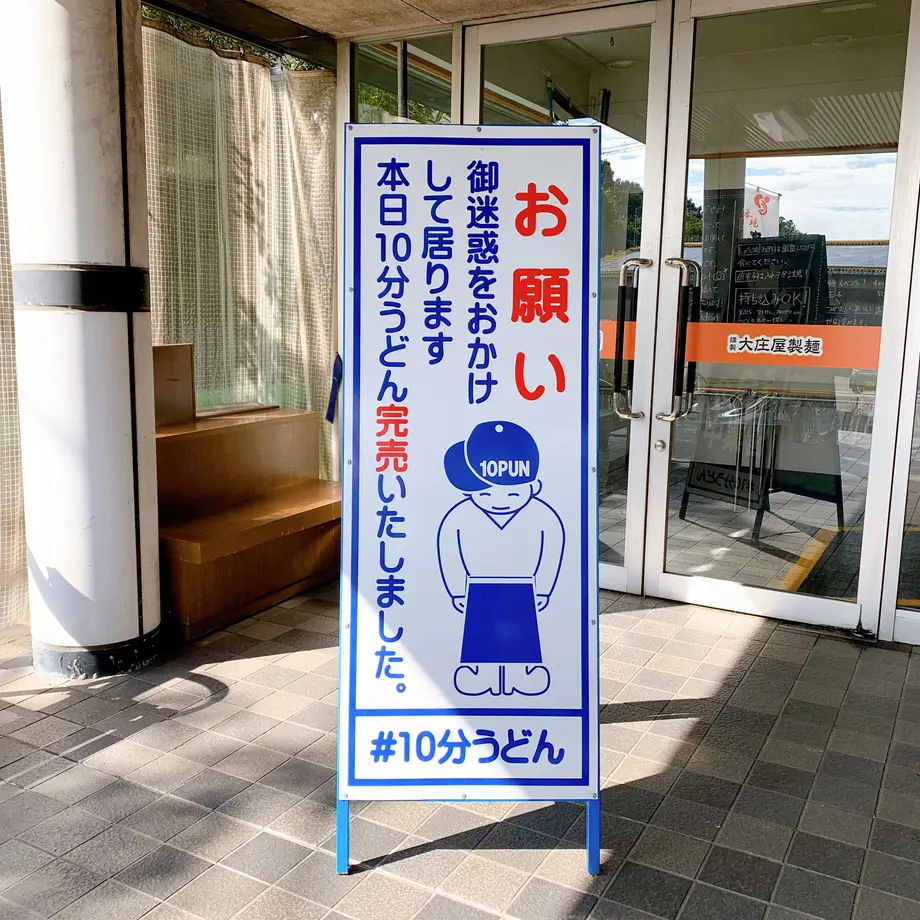 お願い
御迷惑をおかけ
して居ります
本日10分うどん完売いたしました。
10PUN
#10分うどん
謹製 大庄屋製麺
持ち込みOK!